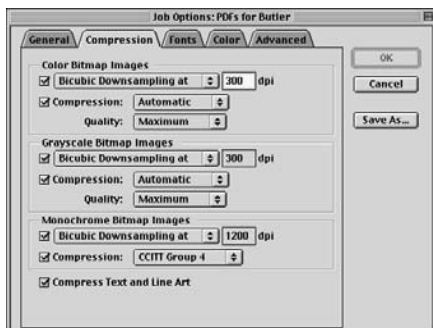 Job Options: PDFs for Butler
General Compression Fonts Color Advanced
Color Bitmap Images
Bicubic Downsampling at 300 dpi
Compression: Automatic
Quality: Maximum
Grayscale Bitmap Images
Bicubic Downsampling at 300 dpi
Compression: Automatic
Quality: Maximum
Monochrome Bitmap Images
Bicubic Downsampling at 1200 dpi
Compression: CCITT Group 4
Compress Text and Line Art
OK
Cancel
Save As...